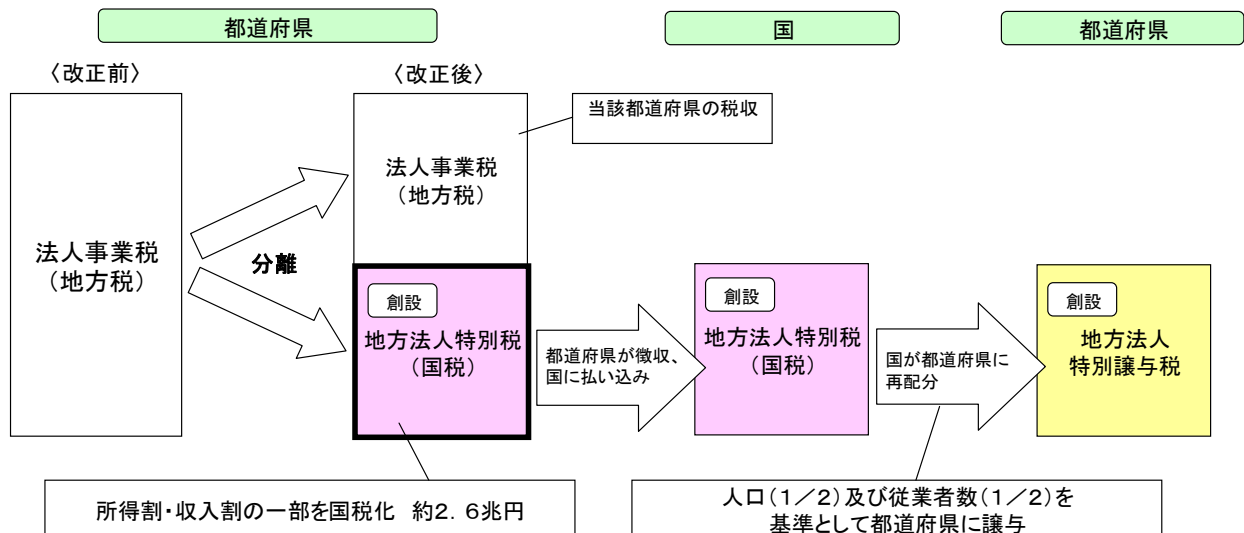 都道府県
国
都道府県
〈改正前〉
〈改正後〉
当該都道府県の税収
法人事業税
（地方税）
分離
法人事業税
（地方税）
創設
地方法人特別税
（国税）
都道府県が徴収、
国に払い込み
創設
地方法人特別税
（国税）
国が都道府県に
再配分
創設
地方法人
特別譲与税
所得割・収入割の一部を国税化　約２．６兆円
人口（１／２）及び従業者数（１／２）を
基準として都道府県に譲与